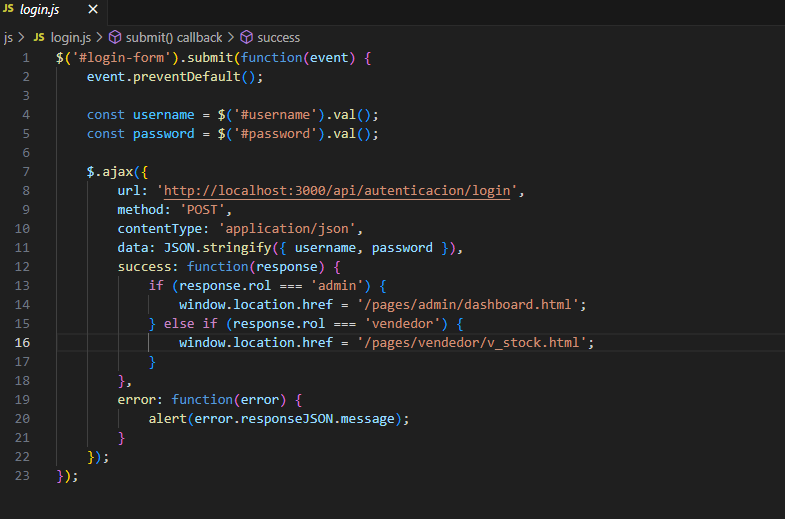 JS login.js ×
js > JS login.js > submit() callback > success
1 $('#login-form').submit(function(event) {
2 event.preventDefault();
3
4 const username = $('#username').val();
5 const password = $('#password').val();
6
7 $.ajax({
8 url: 'http://localhost:3000/api/autenticacion/login',
9 method: 'POST',
10 contentType: 'application/json',
11 data: JSON.stringify({ username, password }),
12 success: function(response) {
13 if (response.rol === 'admin') {
14 window.location.href = '/pages/admin/dashboard.html';
15 } else if (response.rol === 'vendedor') {
16 window.location.href = '/pages/vendedor/v_stock.html';
17 }
18 },
19 error: function(error) {
20 alert(error.responseJSON.message);
21 }
22 });
23 });